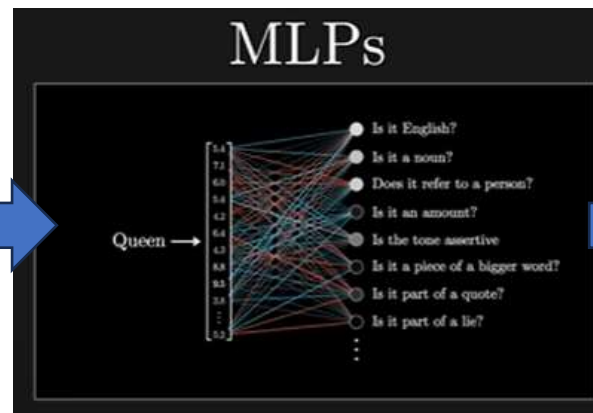 MLPs
Is it English?
Is it a noun?
Does it refer to a person?
Is it an amount?
Queen
Is the tone assertive
Is it a piece of a bigger word?
Is it part of a quote?
Is it part of a lie?